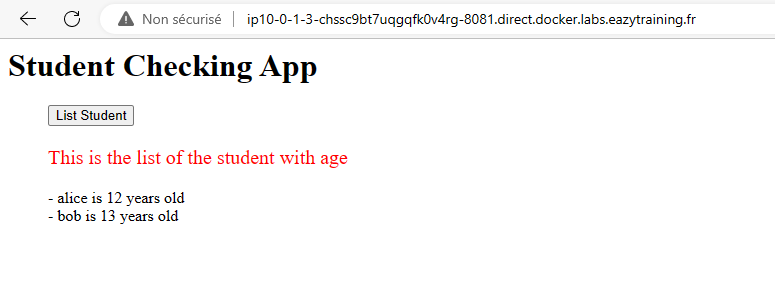 Non sécurisé
ip10-0-1-3-chssc9bt7uqgqfk0v4rg-8081.direct.docker.labs.eazytraining.fr
Student Checking App
List Student
This is the list of the student with age
- alice is 12 years old
- bob is 13 years old